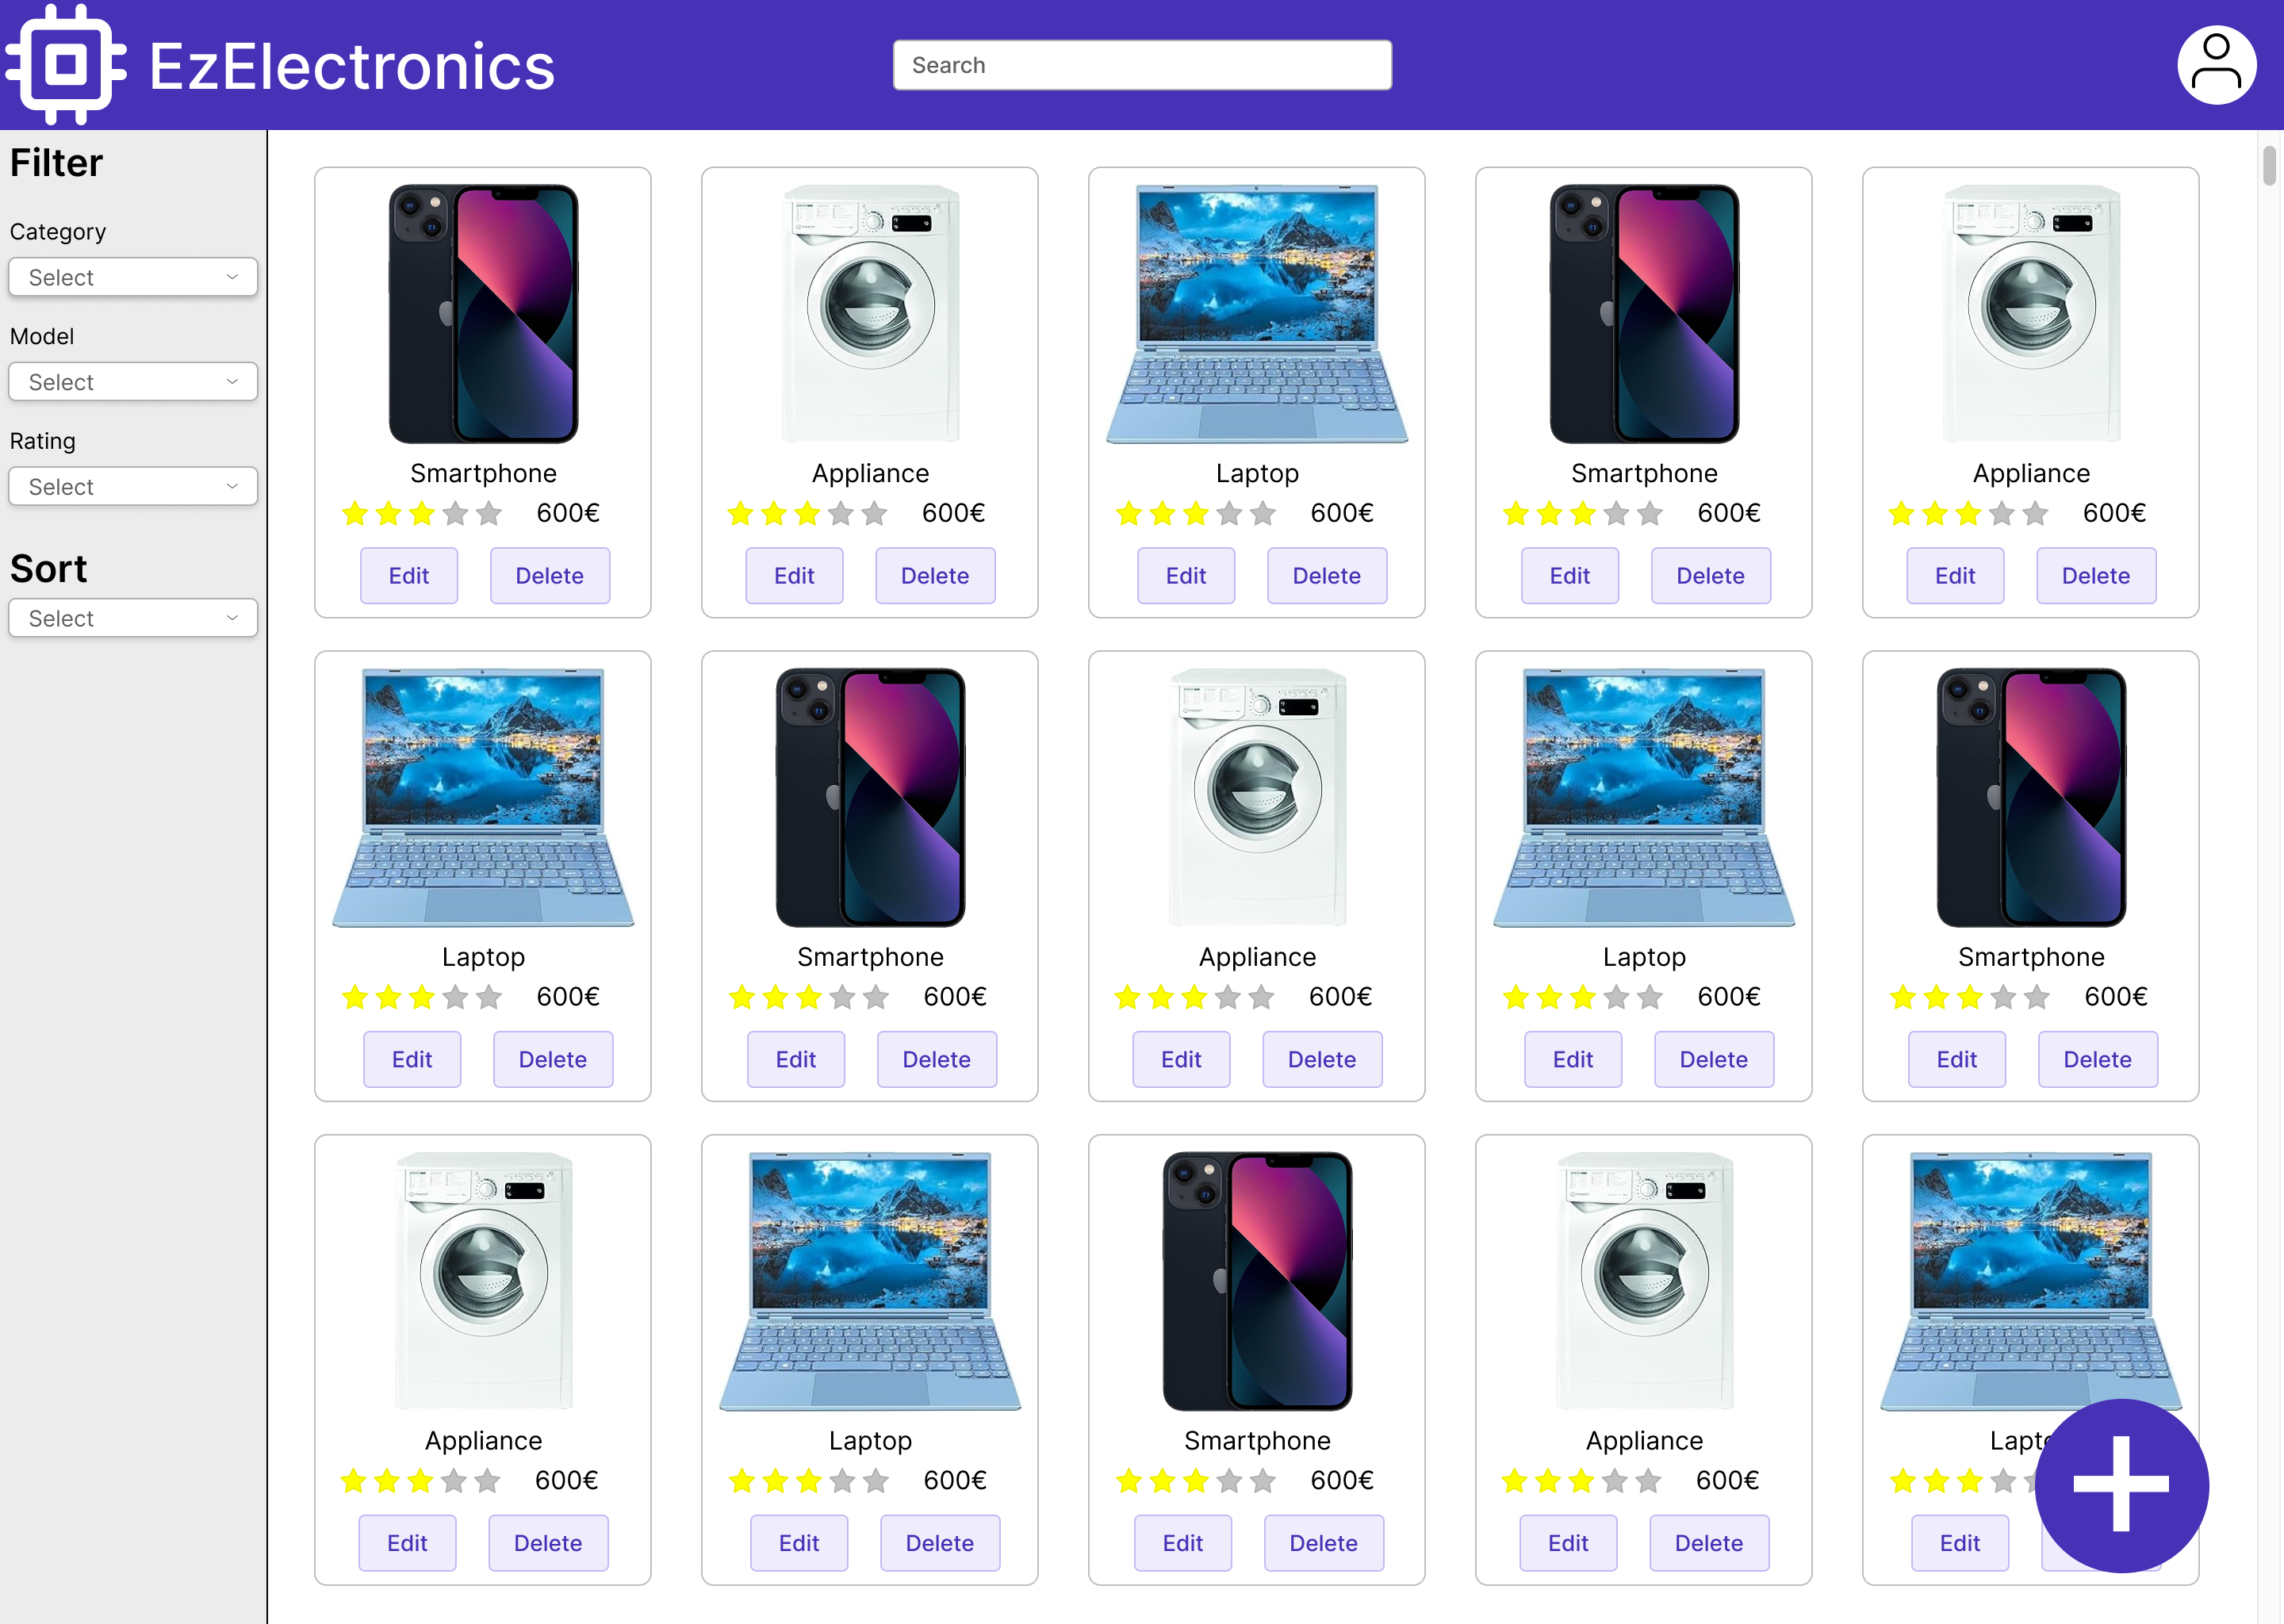 EzElectronics
Search
Filter
Category
Select
Model
Select
Rating
Select
Sort
Select
Smartphone
600€
Edit Delete
Appliance
600€
Edit Delete
Laptop
600€
Edit Delete
Smartphone
600€
Edit Delete
Appliance
600€
Edit Delete
Laptop
600€
Edit Delete
Smartphone
600€
Edit Delete
Appliance
600€
Edit Delete
Laptop
600€
Edit Delete
Smartphone
600€
Edit Delete
Appliance
600€
Edit Delete
Laptop
600€
Edit Delete
Smartphone
600€
Edit Delete
Appliance
600€
Edit Delete
Edit